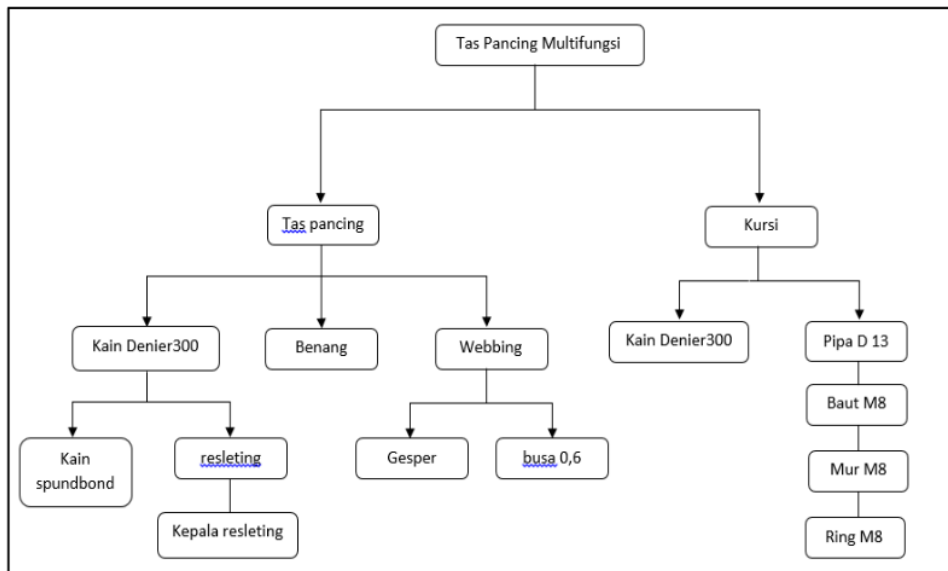 Tas Pancing Multifungsi
Tas pancing
Kursi
Kain Denier300
Benang
Webbing
Kain Denier300
Pipa D 13
Baut M8
Kain
spundbond
resleting
Gesper
busa 0,6
Mur M8
Kepala resleting
Ring M8